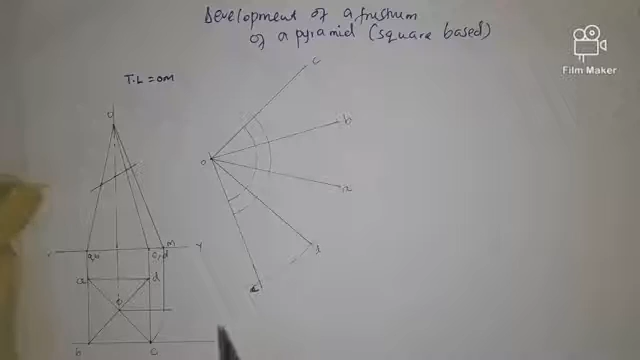 Development of a frustum
of a pyramid (square based)
Film Maker
T.L = OM
c
b
o
a
M
y
d
a
d
b
c